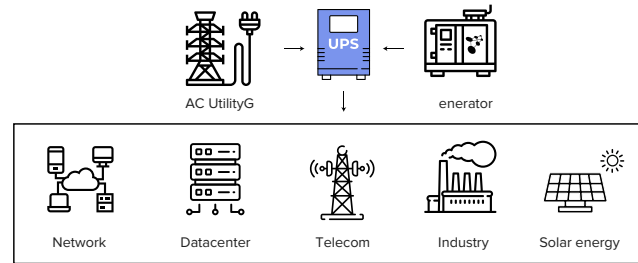 UPS
AC UtilityG
enerator
Network
Datacenter
Telecom
Industry
Solar energy